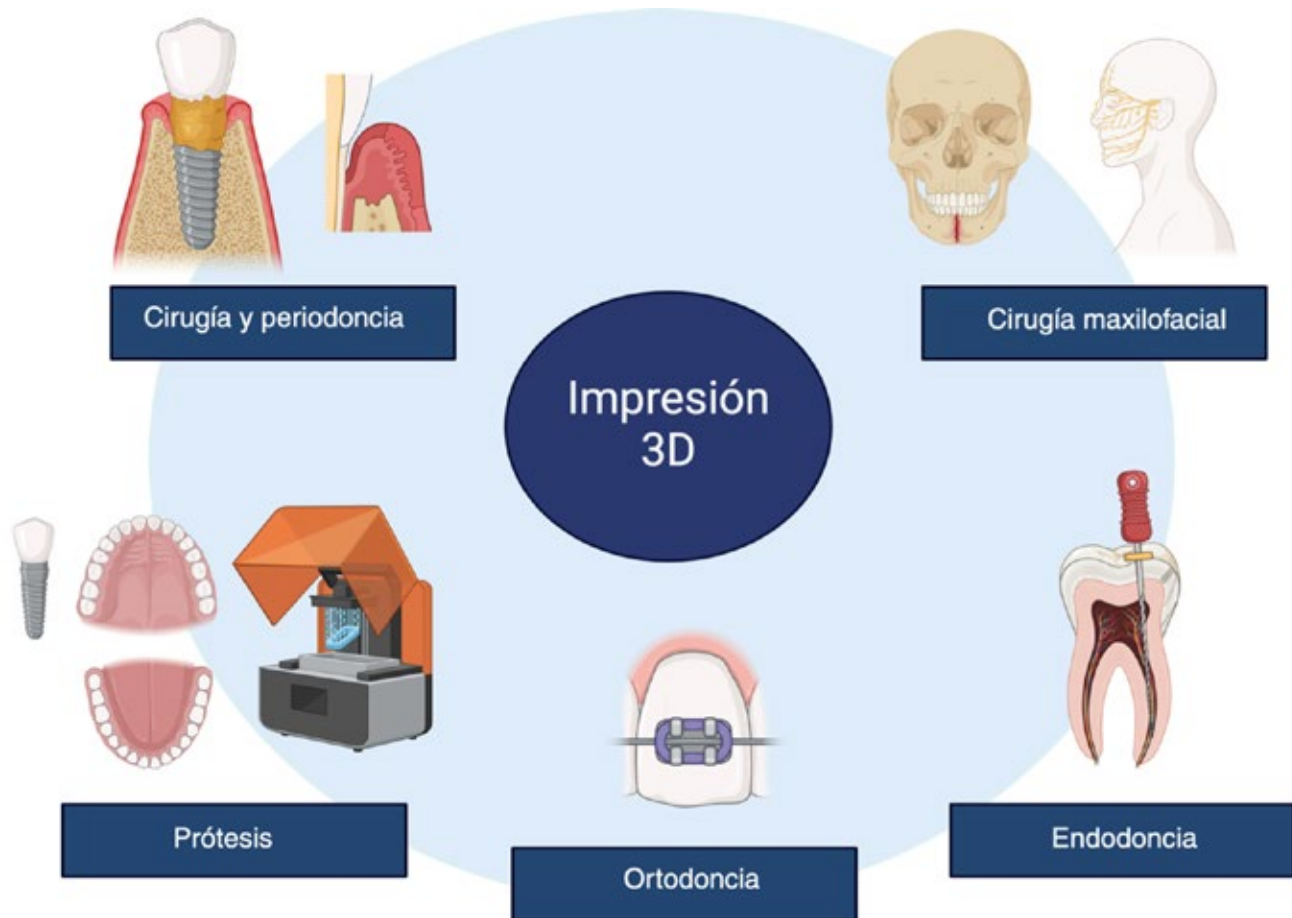 Cirugía y periodoncia
Cirugía maxilofacial
Impresión
3D
Prótesis
Ortodoncia
Endodoncia